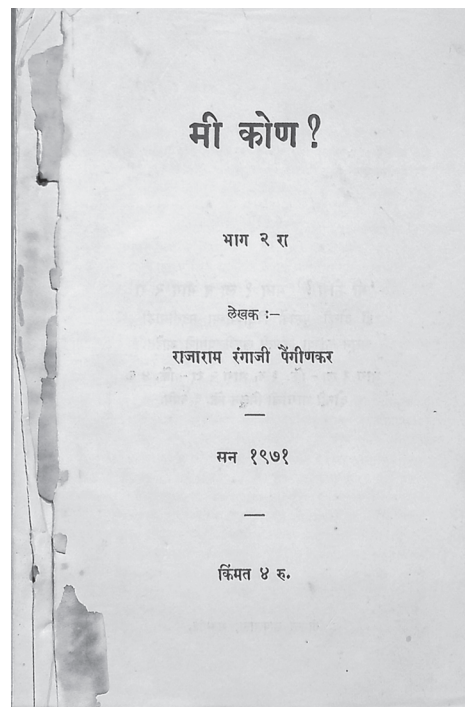 मी कोण ?
भाग २ रा
लेखक :–
राजाराम रंगाजी पैंगीणकर
सन १९७१
किंमत ४ रु.